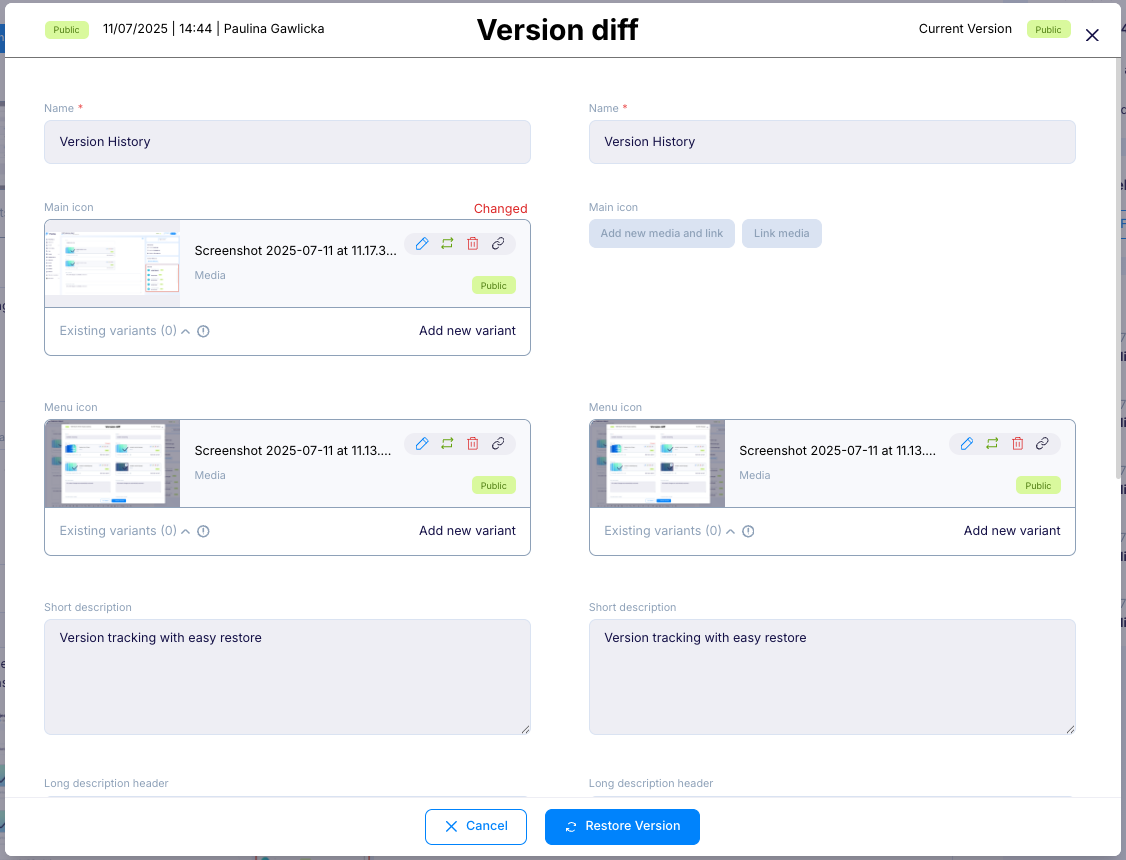 Public 11/07/2025 | 14:44 | Paulina Gawlicka Version diff Current Version Public
Name * Name *
Version History Version History
Main icon Changed Main icon
Screenshot 2025-07-11 at 11.17.3... Add new media and link Link media
Media
Public
Existing variants (0) Add new variant
Menu icon Menu icon
Version diff Version diff
Screenshot 2025-07-11 at 11.13.... Screenshot 2025-07-11 at 11.13....
Media Media
Public Public
Existing variants (0) Add new variant Existing variants (0) Add new variant
Short description Short description
Version tracking with easy restore Version tracking with easy restore
Long description header Long description header
Cancel Restore Version